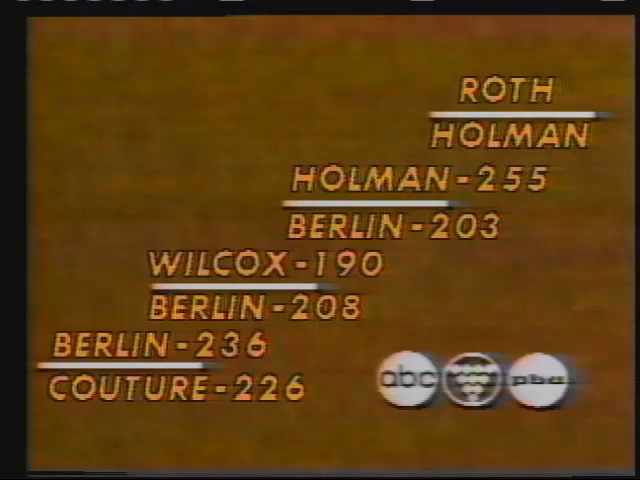 ROTH
HOLMAN
HOLMAN-255
BERLIN-203
WILCOX-190
BERLIN-208
BERLIN-236
COUTURE-226
abc pba